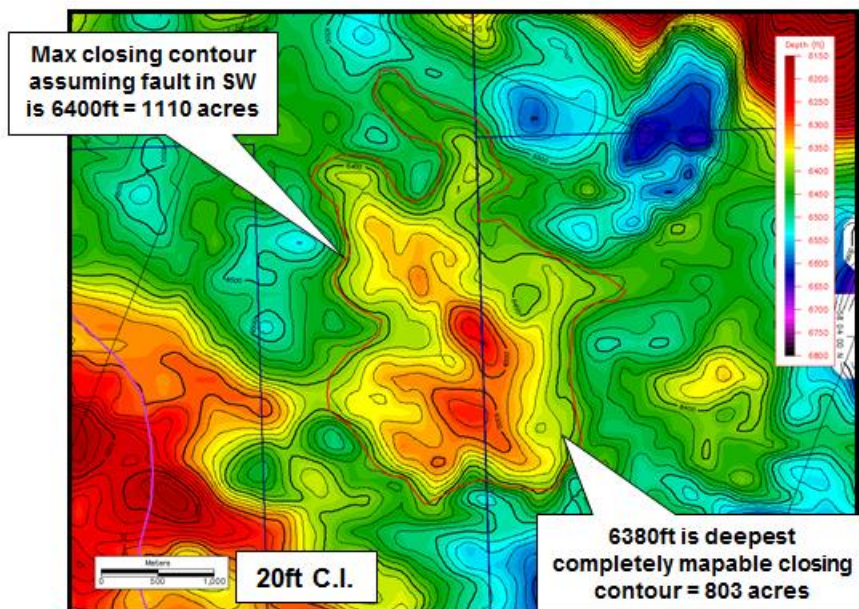 Max closing contour
assuming fault in SW
is 6400ft = 1110 acres
Depth (ft)
6150
6200
6250
6300
6350
6400
6450
6500
6550
6600
6650
6700
6750
6800
Meters
0 500 1,000
20ft C.I.
6380ft is deepest
completely mapable closing
contour = 803 acres